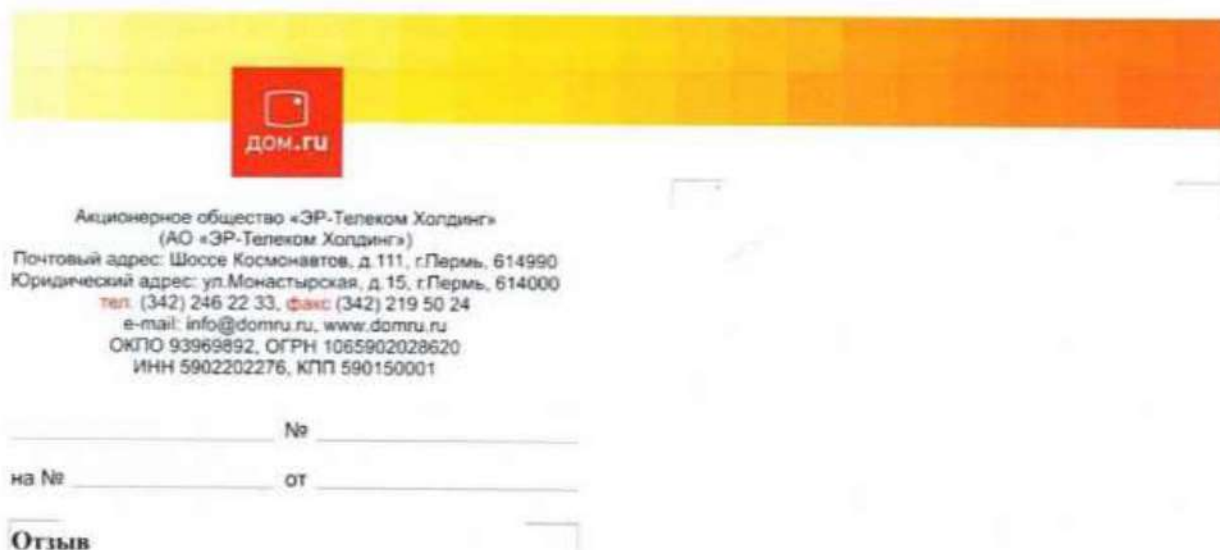 дом.ru
Акционерное общество «ЭР-Телеком Холдинг»
(АО «ЭР-Телеком Холдинг»)
Почтовый адрес: Шоссе Космонавтов, д.111, г.Пермь, 614990
Юридический адрес: ул.Монастырская, д.15, г.Пермь, 614000
тел. (342) 246 22 33, факс (342) 219 50 24
e-mail: info@domru.ru, www.domru.ru
ОКПО 93969892, ОГРН 1065902028620
ИНН 5902202276, КПП 590150001
№
на № от
Отзыв